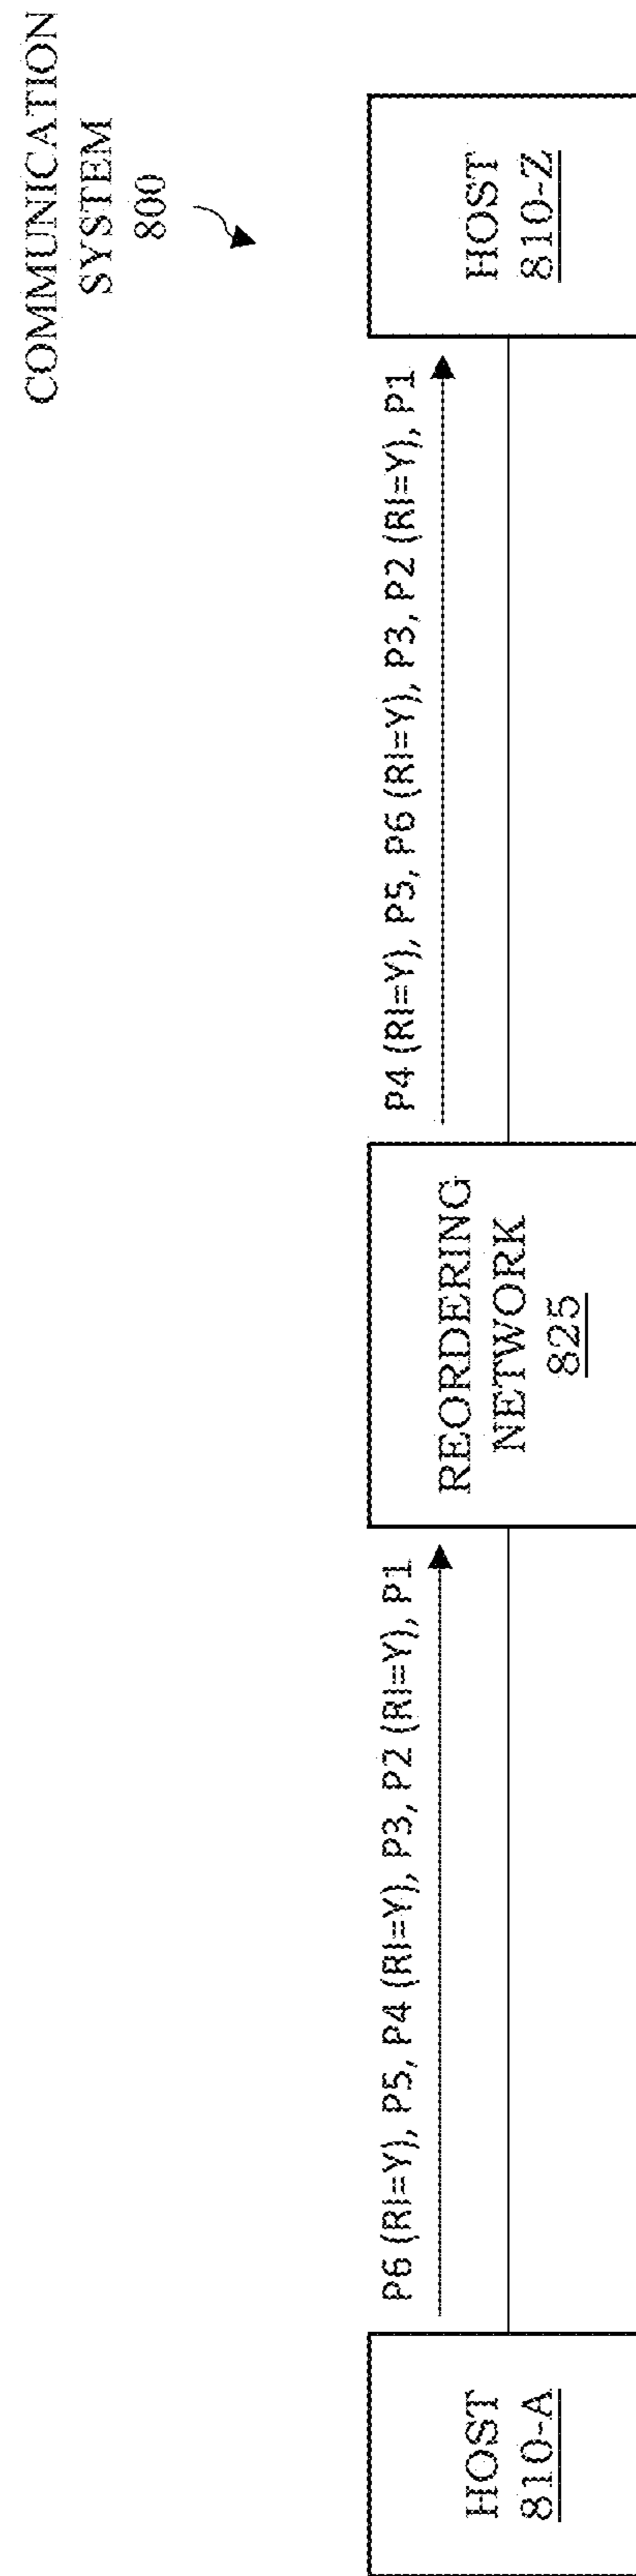 COMMUNICATION
SYSTEM
800
HOST
810-A
P6 (RI=Y), P5, P4 (RI=Y), P3, P2 (RI=Y), P1
REORDERING
NETWORK
825
P4 (RI=Y), P5, P6 (RI=Y), P3, P2 (RI=Y), P1
HOST
810-Z